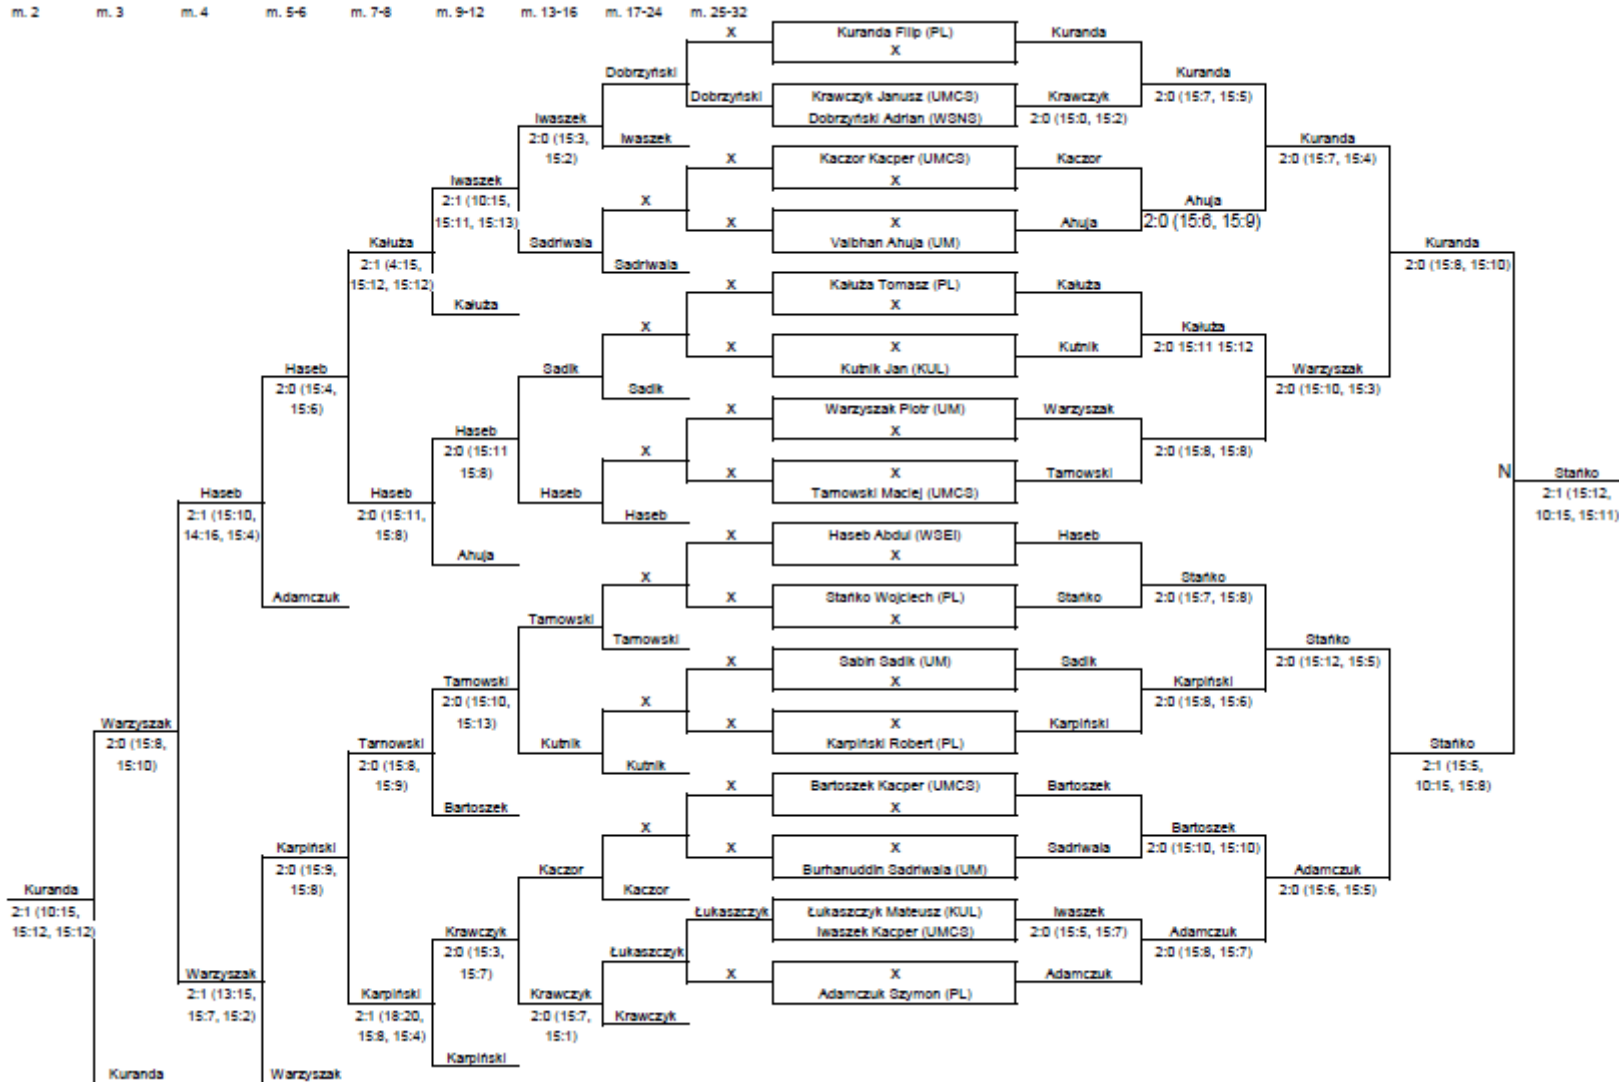 m. 2 m. 3 m. 4 m. 5-6 m. 7-8 m. 9-12 m. 13-16 m. 17-24 m. 25-32
X Kuranda Filip (PL) Kuranda
X
Dobrzyński Kuranda
Dobrzyński Krawczyk Janusz (UMCS) Krawczyk 2:0 (15:7, 15:5)
Iwaszek Dobrzyński Adrian (WSNS) 2:0 (15:0, 15:2)
2:0 (15:3, Iwaszek Kuranda
15:2) X Kaczor Kacper (UMCS) Kaczor 2:0 (15:7, 15:4)
Iwaszek X
2:1 (10:15, X Ahuja
15:11, 15:13) X X Ahuja 2:0 (15:6, 15:9)
Kałuża Sadriwala Vaibhan Ahuja (UM) Kuranda
2:1 (4:15, Sadriwala 2:0 (15:8, 15:10)
15:12, 15:12) X Kałuża Tomasz (PL) Kałuża
Kałuża X
X Kałuża
X X Kutnik 2:0 15:11 15:12
Haseb Sadik Kutnik Jan (KUL) Warzyszak
2:0 (15:4, Sadik 2:0 (15:10, 15:3)
15:6) X Warzyszak Piotr (UM) Warzyszak
Haseb X
2:0 (15:11 X 2:0 (15:8, 15:8)
15:8) X X Tarnowski N Stańko
Haseb Haseb Haseb Tarnowski Maciej (UMCS) 2:1 (15:12,
2:1 (15:10, 2:0 (15:11, Haseb 10:15, 15:11)
14:16, 15:4) 15:8) X Haseb Abdul (WSEI) Haseb
Ahuja X
X Stańko
Adamczuk X Stańko Wojciech (PL) Stańko 2:0 (15:7, 15:8)
Tarnowski X
Tarnowski Stańko
X Sabin Sadik (UM) Sadik 2:0 (15:12, 15:5)
Tarnowski X Karpiński
2:0 (15:10, X 2:0 (15:8, 15:6)
Warzyszak 15:13) X X Karpiński
2:0 (15:8, Tarnowski Kutnik Karpiński Robert (PL) Stańko
15:10) 2:0 (15:8, Kutnik 2:1 (15:5,
15:9) X Bartoszek Kacper (UMCS) Bartoszek 10:15, 15:8)
Bartoszek X
X Bartoszek
Karpiński X X Sadriwala 2:0 (15:10, 15:10)
2:0 (15:9, Kaczor Burhanuddin Sadriwala (UM) Adamczuk
Kuranda 15:8) Kaczor 2:0 (15:6, 15:5)
2:1 (10:15, Łukaszczyk Łukaszczyk Mateusz (KUL) Iwaszek
15:12, 15:12) Krawczyk Iwaszek Kacper (UMCS) 2:0 (15:5, 15:7) Adamczuk
2:0 (15:3, Łukaszczyk 2:0 (15:8, 15:7)
Warzyszak 15:7) X X Adamczuk
2:1 (13:15, Karpiński Krawczyk Adamczuk Szymon (PL)
15:7, 15:2) 2:1 (18:20, 2:0 (15:7, Krawczyk
15:8, 15:4) 15:1)
Karpiński
Kuranda Warzyszak